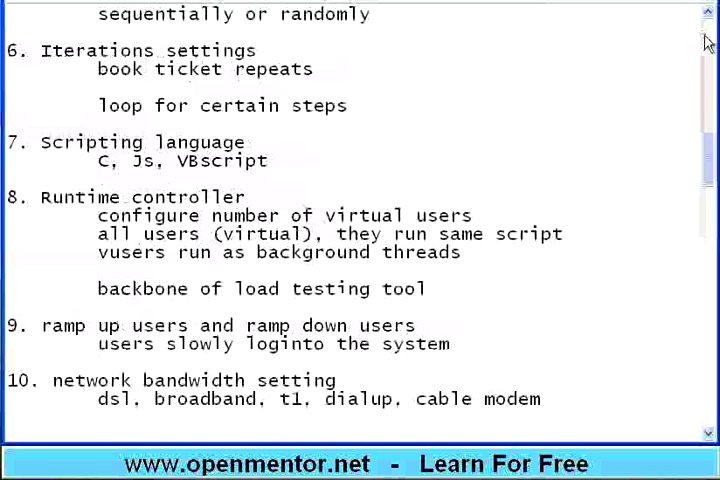 sequentially or randomly
6. Iterations settings
book ticket repeats
loop for certain steps
7. Scripting language
C, Js, VBscript
8. Runtime controller
configure number of virtual users
all users (virtual), they run same script
vusers run as background threads
backbone of load testing tool
9. ramp up users and ramp down users
users slowly loginto the system
10. network bandwidth setting
dsl, broadband, t1, dialup, cable modem
www.openmentor.net - Learn For Free